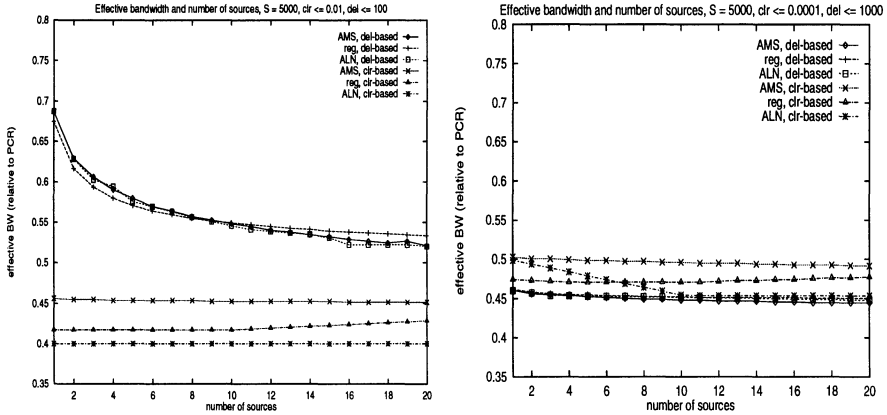 Effective bandwidth and number of sources, S = 5000, clr <= 0.01, del <= 100
0.8
0.75
0.7
0.65
0.6
0.55
0.5
0.45
0.4
0.35
effective BW (relative to PCR)
AMS, del-based
reg, del-based
ALN, del-based
AMS, clr-based
reg, clr-based
ALN, clr-based
2 4 6 8 10 12 14 16 18 20
number of sources
Effective bandwidth and number of sources, S = 5000, clr <= 0.0001, del <= 1000
0.8
0.75
0.7
0.65
0.6
0.55
0.5
0.45
0.4
0.35
effective BW (relative to PCR)
AMS, del-based
reg, del-based
ALN, del-based
AMS, clr-based
reg, clr-based
ALN, clr-based
2 4 6 8 10 12 14 16 18 20
number of sources